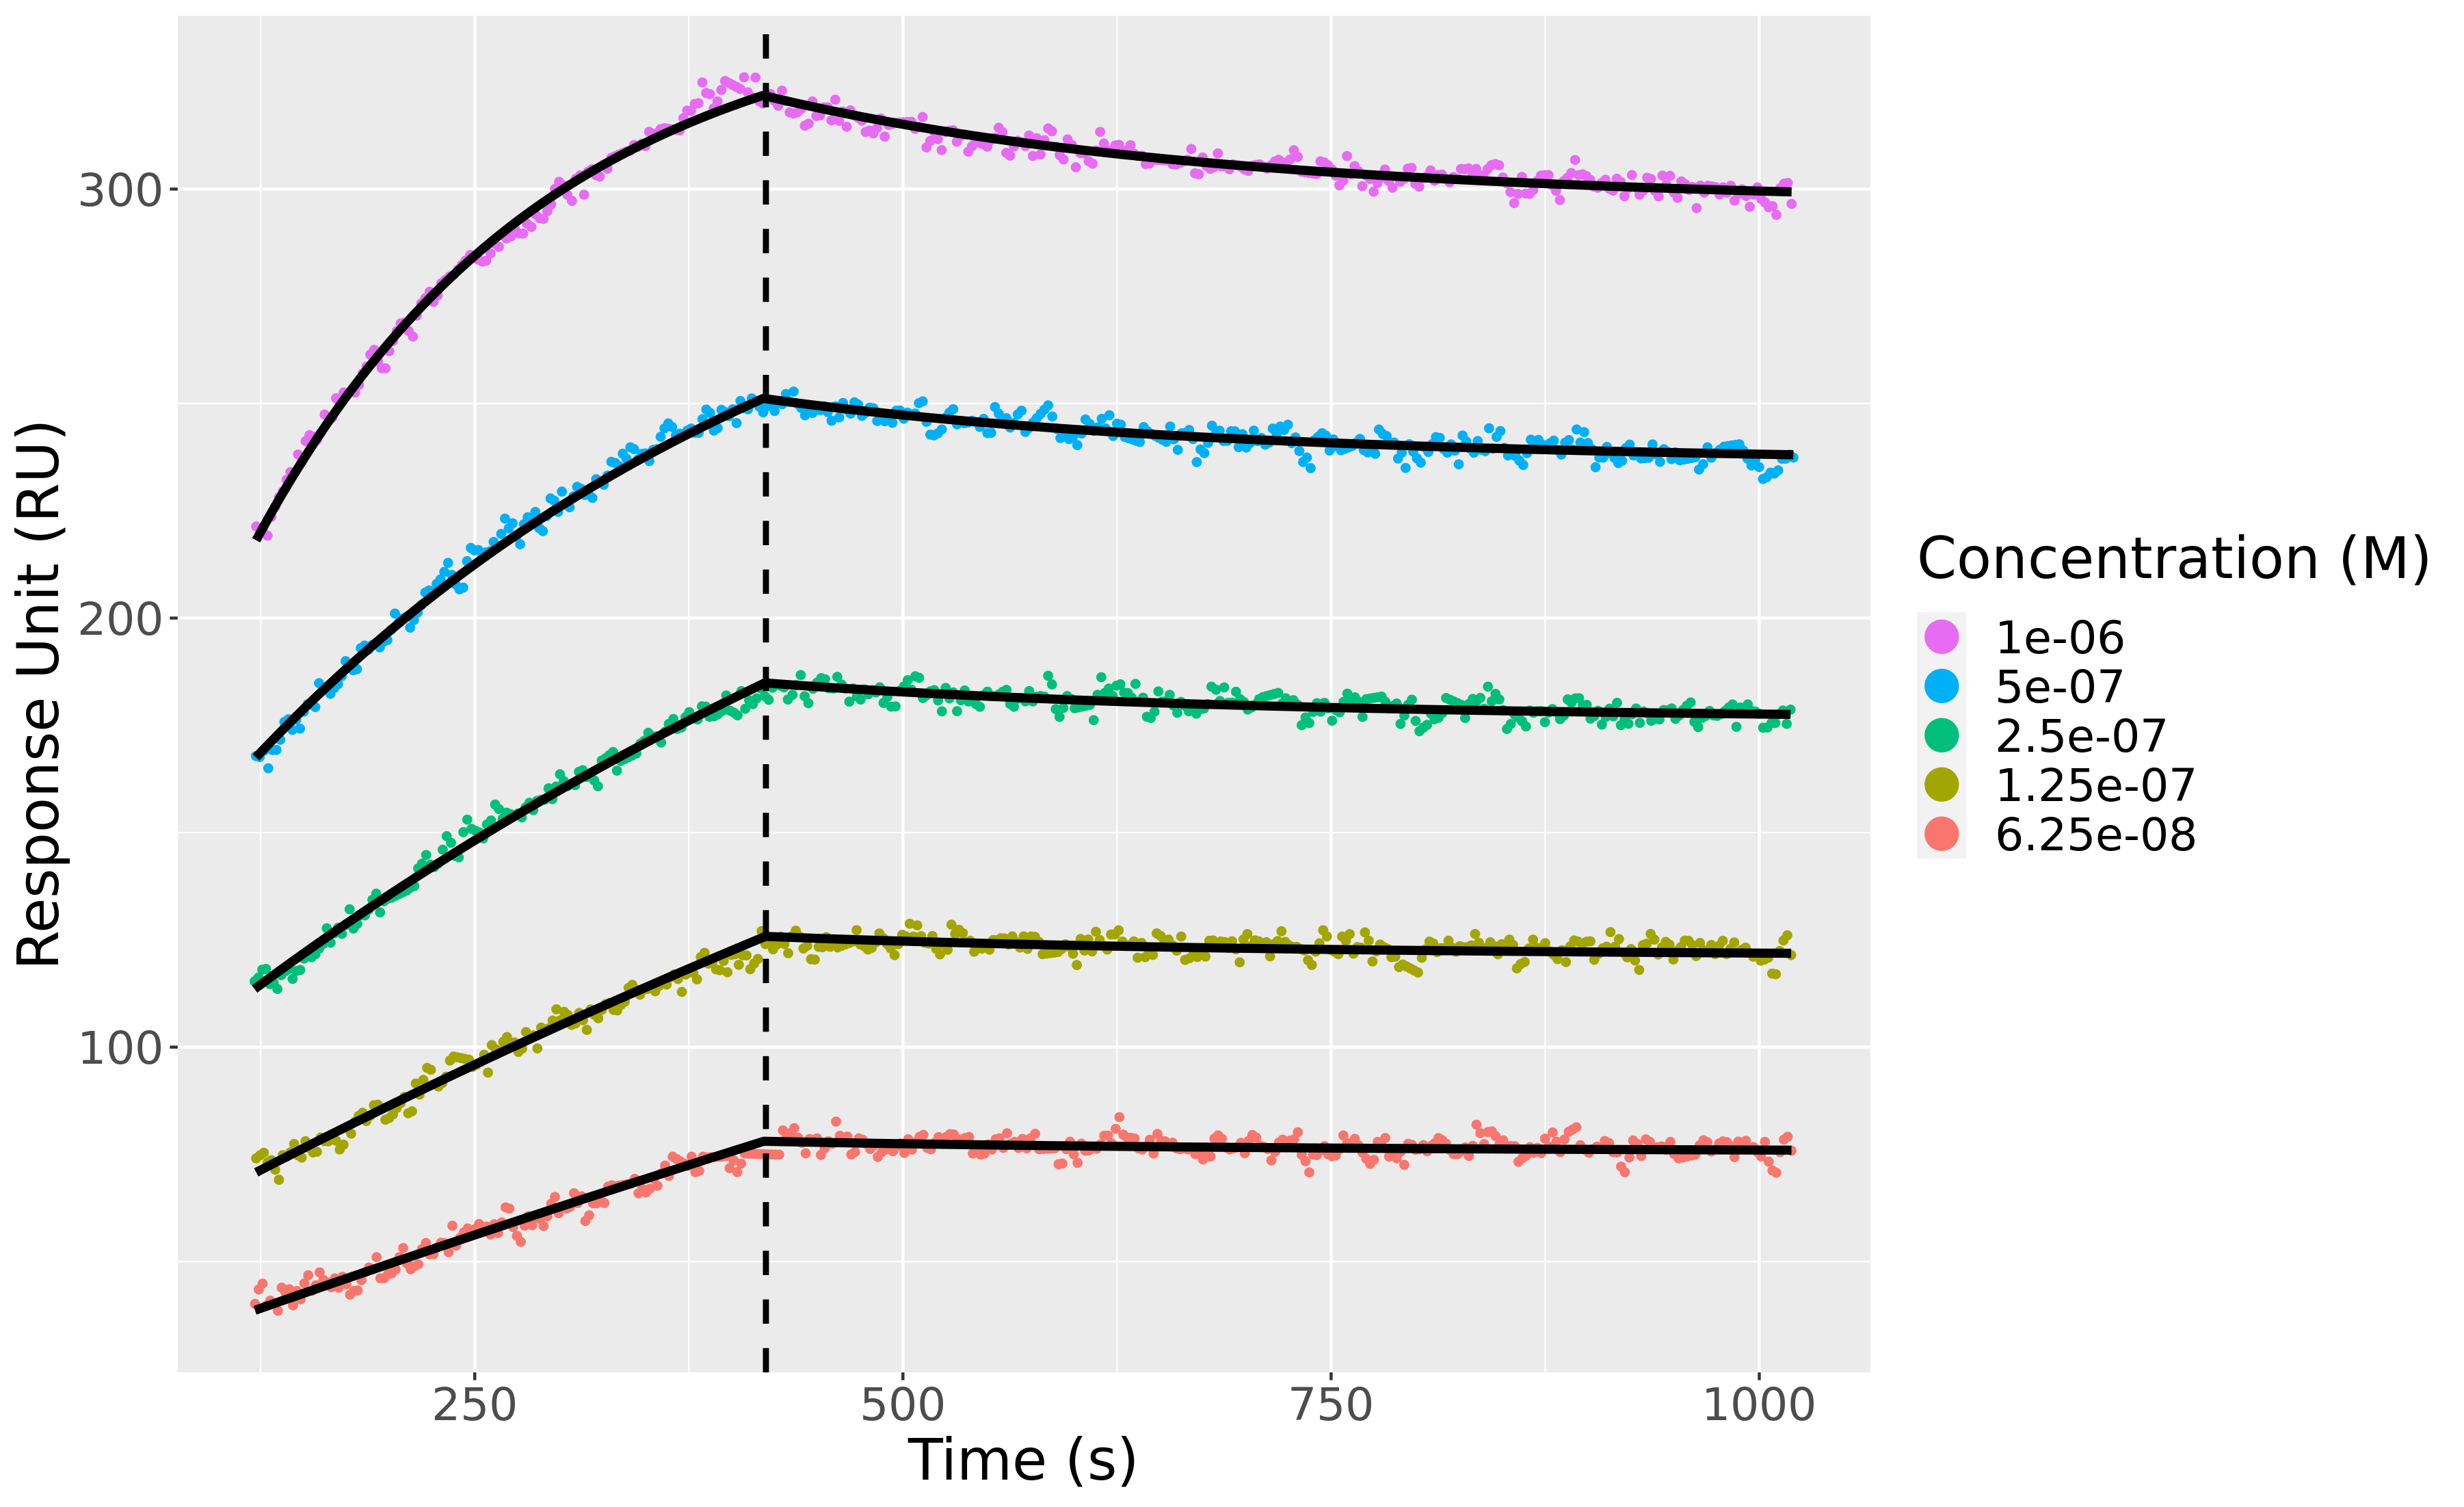 Response Unit (RU)
300
200
100
250
500
750
1000
Time (s)
Concentration (M)
1e-06
5e-07
2.5e-07
1.25e-07
6.25e-08